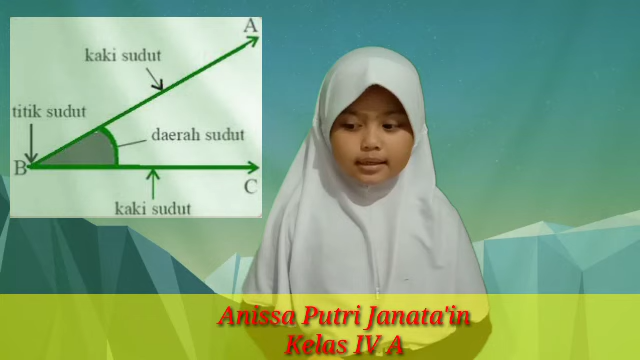 A
kaki sudut
titik sudut
daerah sudut
B
C
kaki sudut
Anissa Putri Janata'in
Kelas IV A